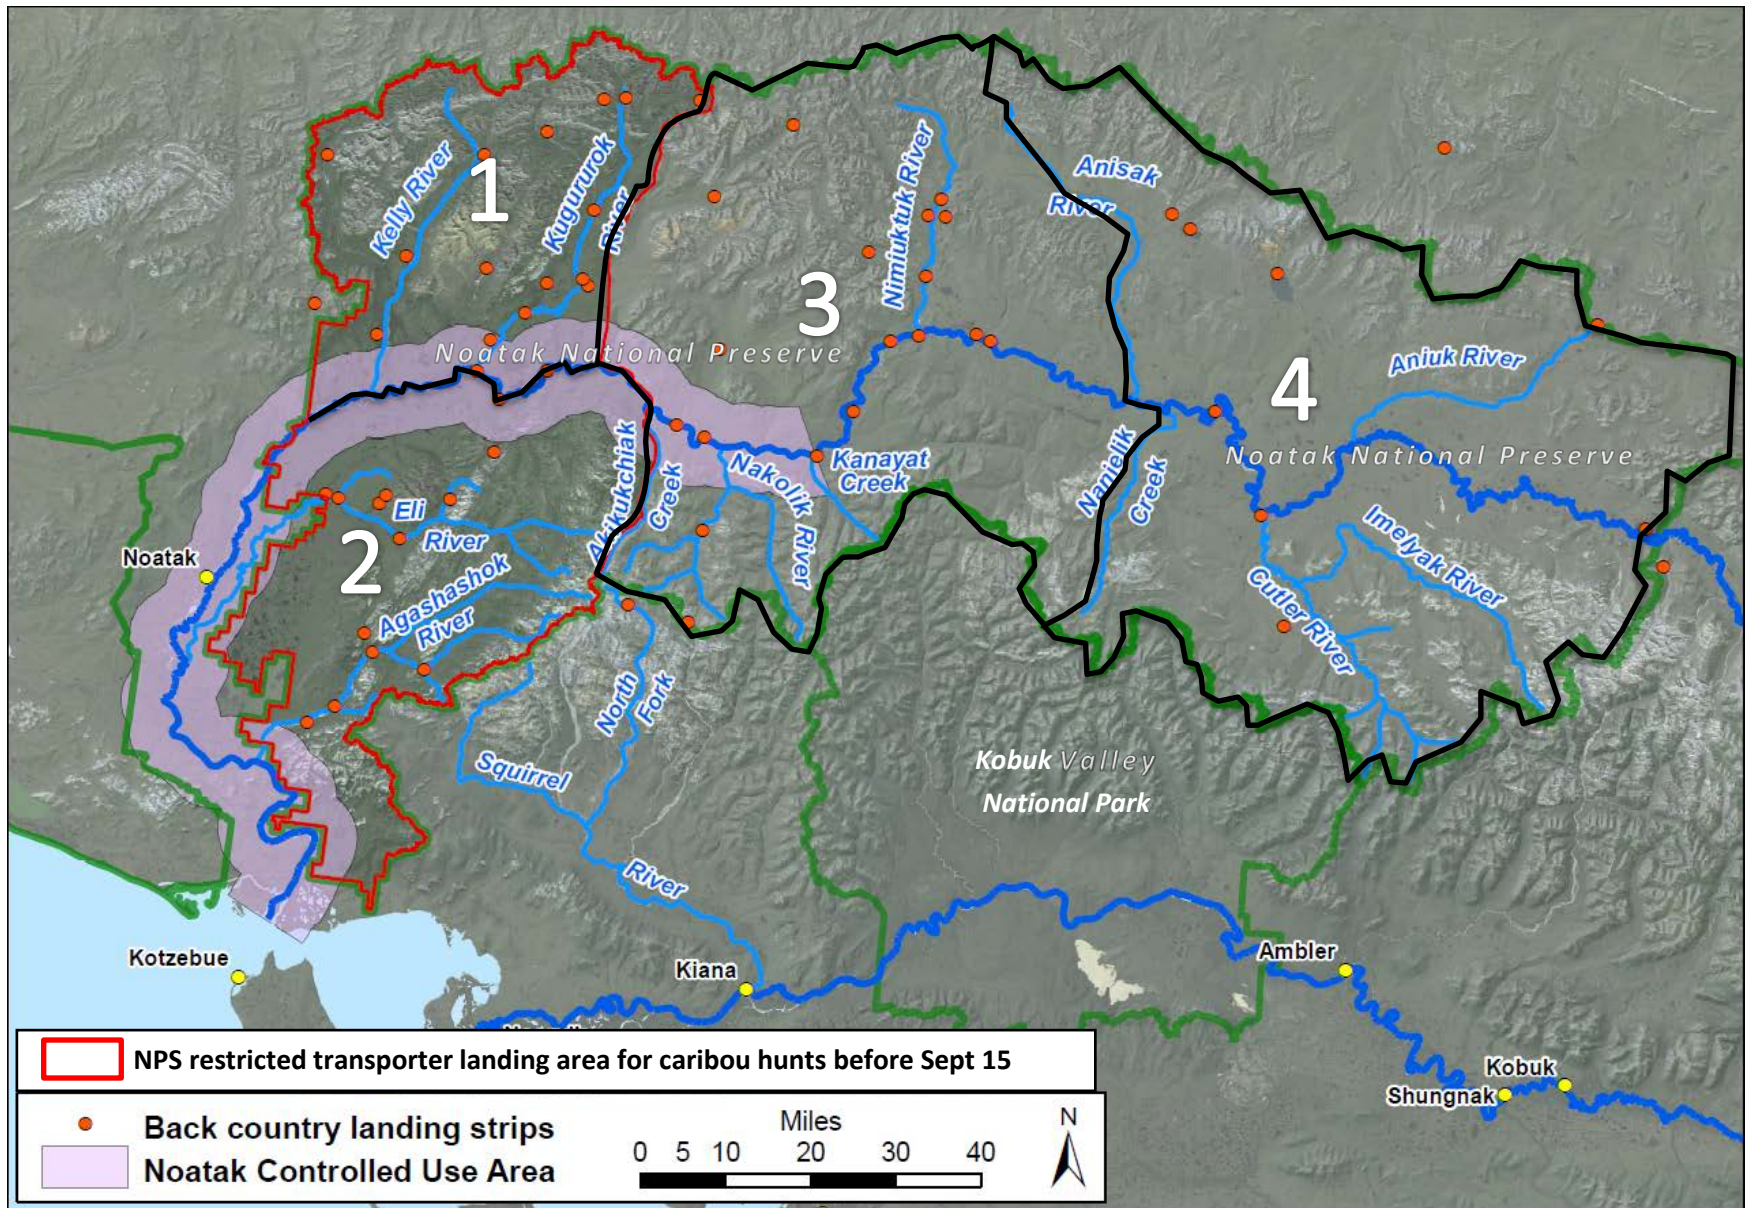 Kelly River
1
Kugururok
River
Nimiuktuk River
Anisak
River
3
Noatak National Preserve
4
Aniuk River
Noatak National Preserve
Akikukchiak
Creek
Nakolik River
Kanayat
Creek
Nanielik
Creek
Imelyak River
Cutler River
Eli
River
2
Noatak
Agashashok
River
North
Fork
Squirrel
River
Kobuk Valley
National Park
Kotzebue
Kiana
Ambler
Kobuk
Shungnak
NPS restricted transporter landing area for caribou hunts before Sept 15
Back country landing strips
Noatak Controlled Use Area
Miles
0 5 10 20 30 40
N